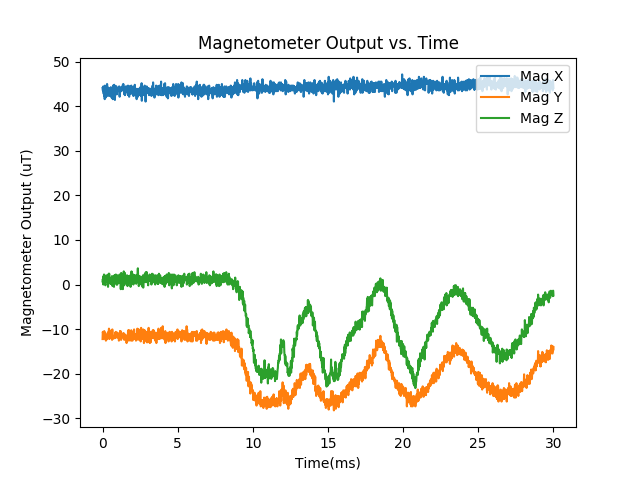 Magnetometer Output vs. Time
Magnetometer Output (uT)
50
40
30
20
10
0
−10
−20
−30
Mag X
Mag Y
Mag Z
0 5 10 15 20 25 30
Time(ms)